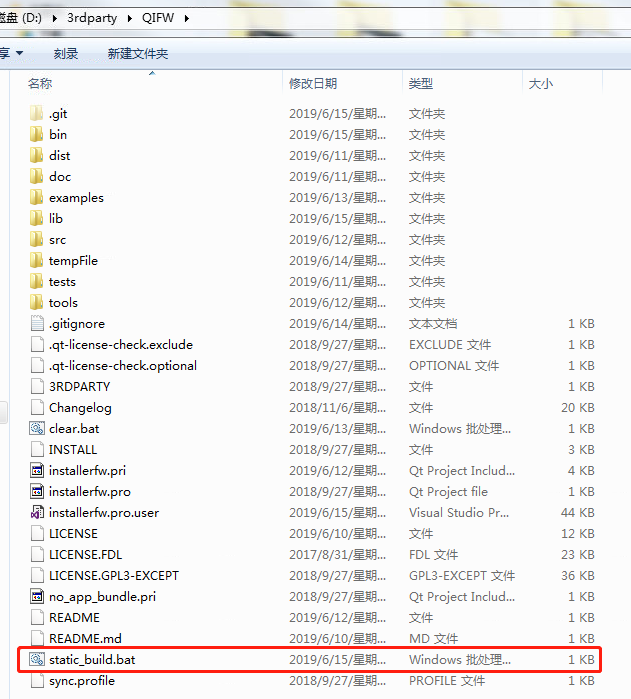 盘 (D:) 3rdparty QIFW
享 刻录 新建文件夹
名称 修改日期 类型 大小
.git 2019/6/15/星期... 文件夹
bin 2019/6/15/星期... 文件夹
dist 2019/6/11/星期... 文件夹
doc 2019/6/12/星期... 文件夹
examples 2019/6/13/星期... 文件夹
lib 2019/6/15/星期... 文件夹
src 2019/6/12/星期... 文件夹
tempFile 2019/6/14/星期... 文件夹
tests 2019/6/11/星期... 文件夹
tools 2019/6/12/星期... 文件夹
.gitignore 2019/6/14/星期... 文本文档 1 KB
.qt-license-check.exclude 2018/9/27/星期... EXCLUDE 文件 1 KB
.qt-license-check.optional 2018/9/27/星期... OPTIONAL 文件 1 KB
3RDPARTY 2018/9/27/星期... 文件 1 KB
Changelog 2018/11/6/星期... 文件 20 KB
clear.bat 2019/6/13/星期... Windows 批处理... 1 KB
INSTALL 2018/9/27/星期... 文件 3 KB
installerfw.pri 2019/6/12/星期... Qt Project Includ... 4 KB
installerfw.pro 2018/9/27/星期... Qt Project file 1 KB
installerfw.pro.user 2019/6/15/星期... Visual Studio Pr... 44 KB
LICENSE 2019/6/10/星期... 文件 12 KB
LICENSE.FDL 2017/8/31/星期... FDL 文件 23 KB
LICENSE.GPL3-EXCEPT 2018/9/27/星期... GPL3-EXCEPT 文件 36 KB
no_app_bundle.pri 2018/9/27/星期... Qt Project Includ... 1 KB
README 2019/6/12/星期... 文件 1 KB
README.md 2019/6/10/星期... MD 文件 1 KB
static_build.bat 2019/6/15/星期... Windows 批处理... 1 KB
sync.profile 2018/9/27/星期... PROFILE 文件 1 KB